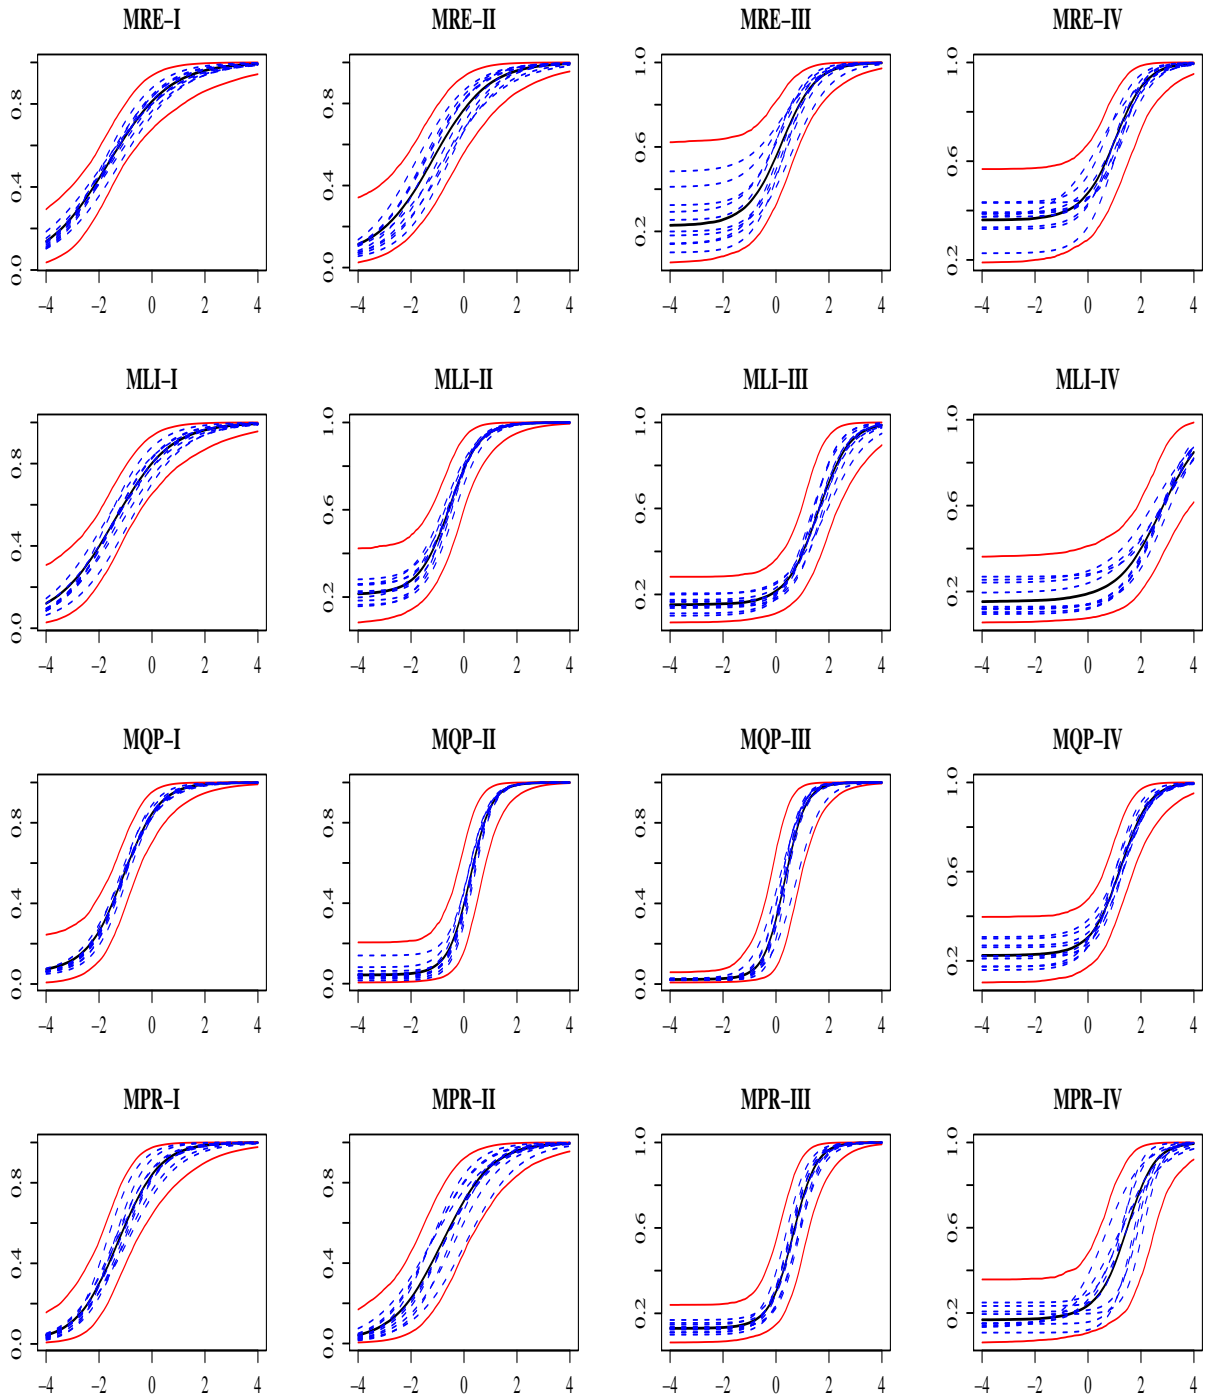 MRE–I MRE–II MRE–III MRE–IV
0.0 0.4 0.8 0.0 0.4 0.8 0.2 0.6 1.0 0.2 0.6 1.0
−4 −2 0 2 4 −4 −2 0 2 4 −4 −2 0 2 4 −4 −2 0 2 4
MLI–I MLI–II MLI–III MLI–IV
0.0 0.4 0.8 0.2 0.6 1.0 0.2 0.6 1.0 0.2 0.6 1.0
−4 −2 0 2 4 −4 −2 0 2 4 −4 −2 0 2 4 −4 −2 0 2 4
MQP–I MQP–II MQP–III MQP–IV
0.0 0.4 0.8 0.0 0.4 0.8 0.0 0.4 0.8 0.2 0.6 1.0
−4 −2 0 2 4 −4 −2 0 2 4 −4 −2 0 2 4 −4 −2 0 2 4
MPR–I MPR–II MPR–III MPR–IV
0.0 0.4 0.8 0.0 0.4 0.8 0.2 0.6 1.0 0.2 0.6 1.0
−4 −2 0 2 4 −4 −2 0 2 4 −4 −2 0 2 4 −4 −2 0 2 4